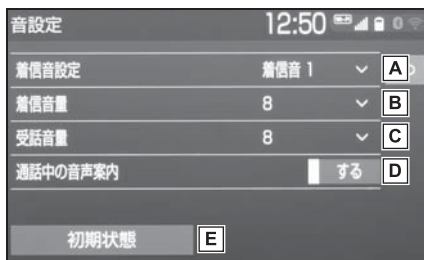 音設定 12:50
着信音設定 着信音 1 A
着信音量 8 B
受話音量 8 C
通話中の音声案内 する D
初期状態 E